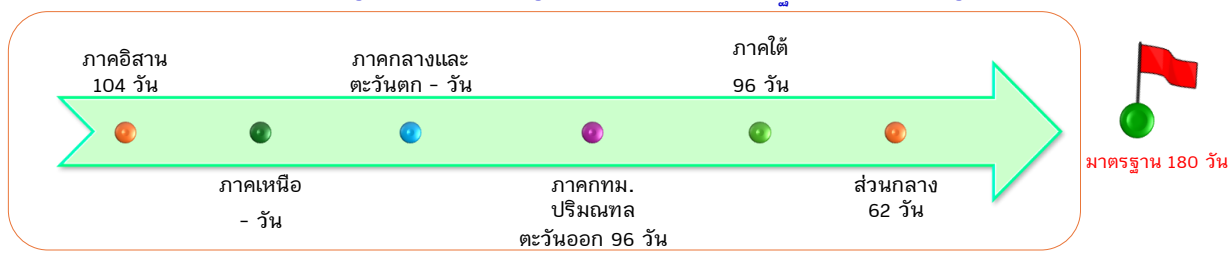 ภาคอิสาน
104 วัน
ภาคเหนือ
- วัน
ภาคกลางและ
ตะวันตก - วัน
ภาคกทม.
ปริมณฑล
ตะวันออก 96 วัน
ภาคใต้
96 วัน
ส่วนกลาง
62 วัน
มาตรฐาน 180 วัน